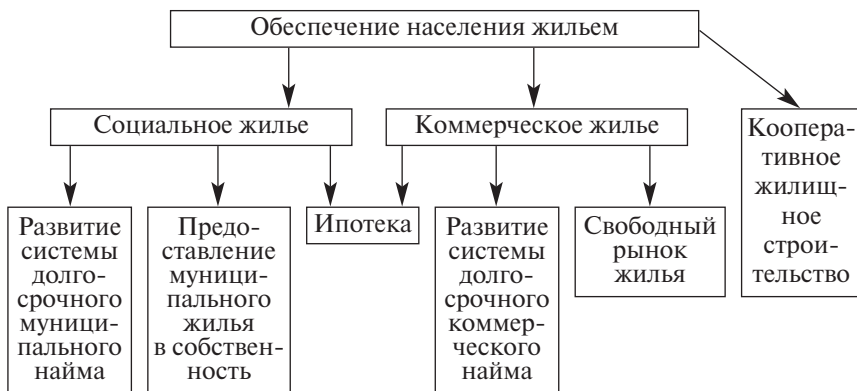 Обеспечение населения жильем
Социальное жилье
Коммерческое жилье
Коопера-
тивное
жилищ-
ное
строи-
тельство
Развитие
системы
долго-
срочного
муници-
пального
найма
Предо-
ставление
муници-
пального
жилья
в собствен-
ность
Ипотека
Развитие
системы
долго-
срочного
коммер-
ческого
найма
Свободный
рынок
жилья